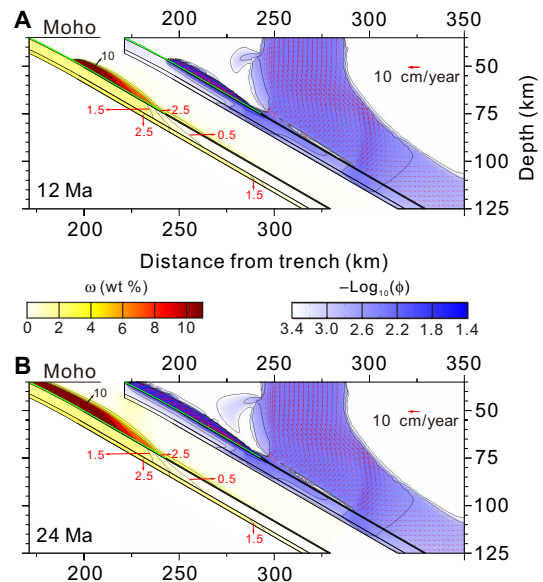 A
Moho
200 250 300 350
10
10 cm/year
1.5
2.5
2.5
0.5
1.5
12 Ma
50
75
100
125
Depth (km)
200 250 300
Distance from trench (km)
ω (wt %)
0 2 4 6 8 10
−Log₁₀(ϕ)
3.4 3.0 2.6 2.2 1.8 1.4
B
Moho
200 250 300 350
10
10 cm/year
1.5
2.5
2.5
0.5
1.5
24 Ma
50
75
100
125
200 250 300